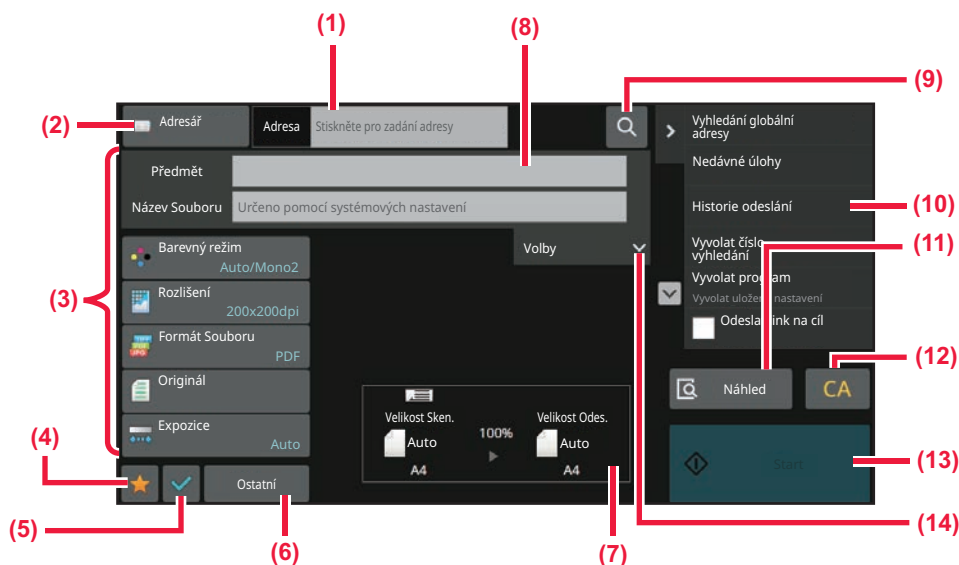 (1)
(8)
(9)
(2)
Adresář
Adresa
Stiskněte pro zadání adresy
Vyhledání globální
adresy
Předmět
Nedávné úlohy
Název Souboru
Určeno pomocí systémových nastavení
Historie odeslání
(10)
(3)
Barevný režim
Auto/Mono2
Volby
Vyvolat číslo
vyhledání
(11)
Rozlišení
200x200dpi
Vyvolat program
Vyvolat uložená nastavení
Formát Souboru
PDF
Odeslat link na cíl
Originál
Náhled
CA
(12)
Expozice
Auto
Velikost Sken.
Auto
A4
100%
Velikost Odes.
Auto
A4
Start
(13)
(4)
Ostatní
(5)
(6)
(7)
(14)